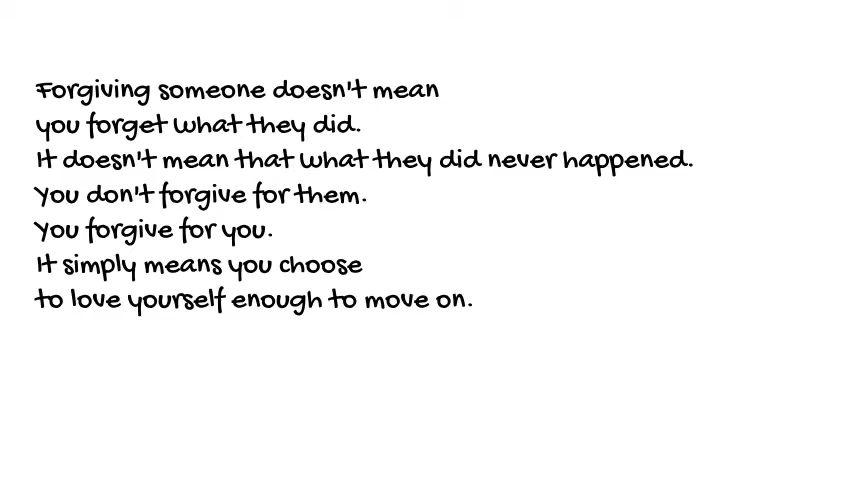 Forgiving someone doesn't mean
you forget what they did.
It doesn't mean that what they did never happened.
You don't forgive for them.
You forgive for you.
It simply means you choose
to love yourself enough to move on.